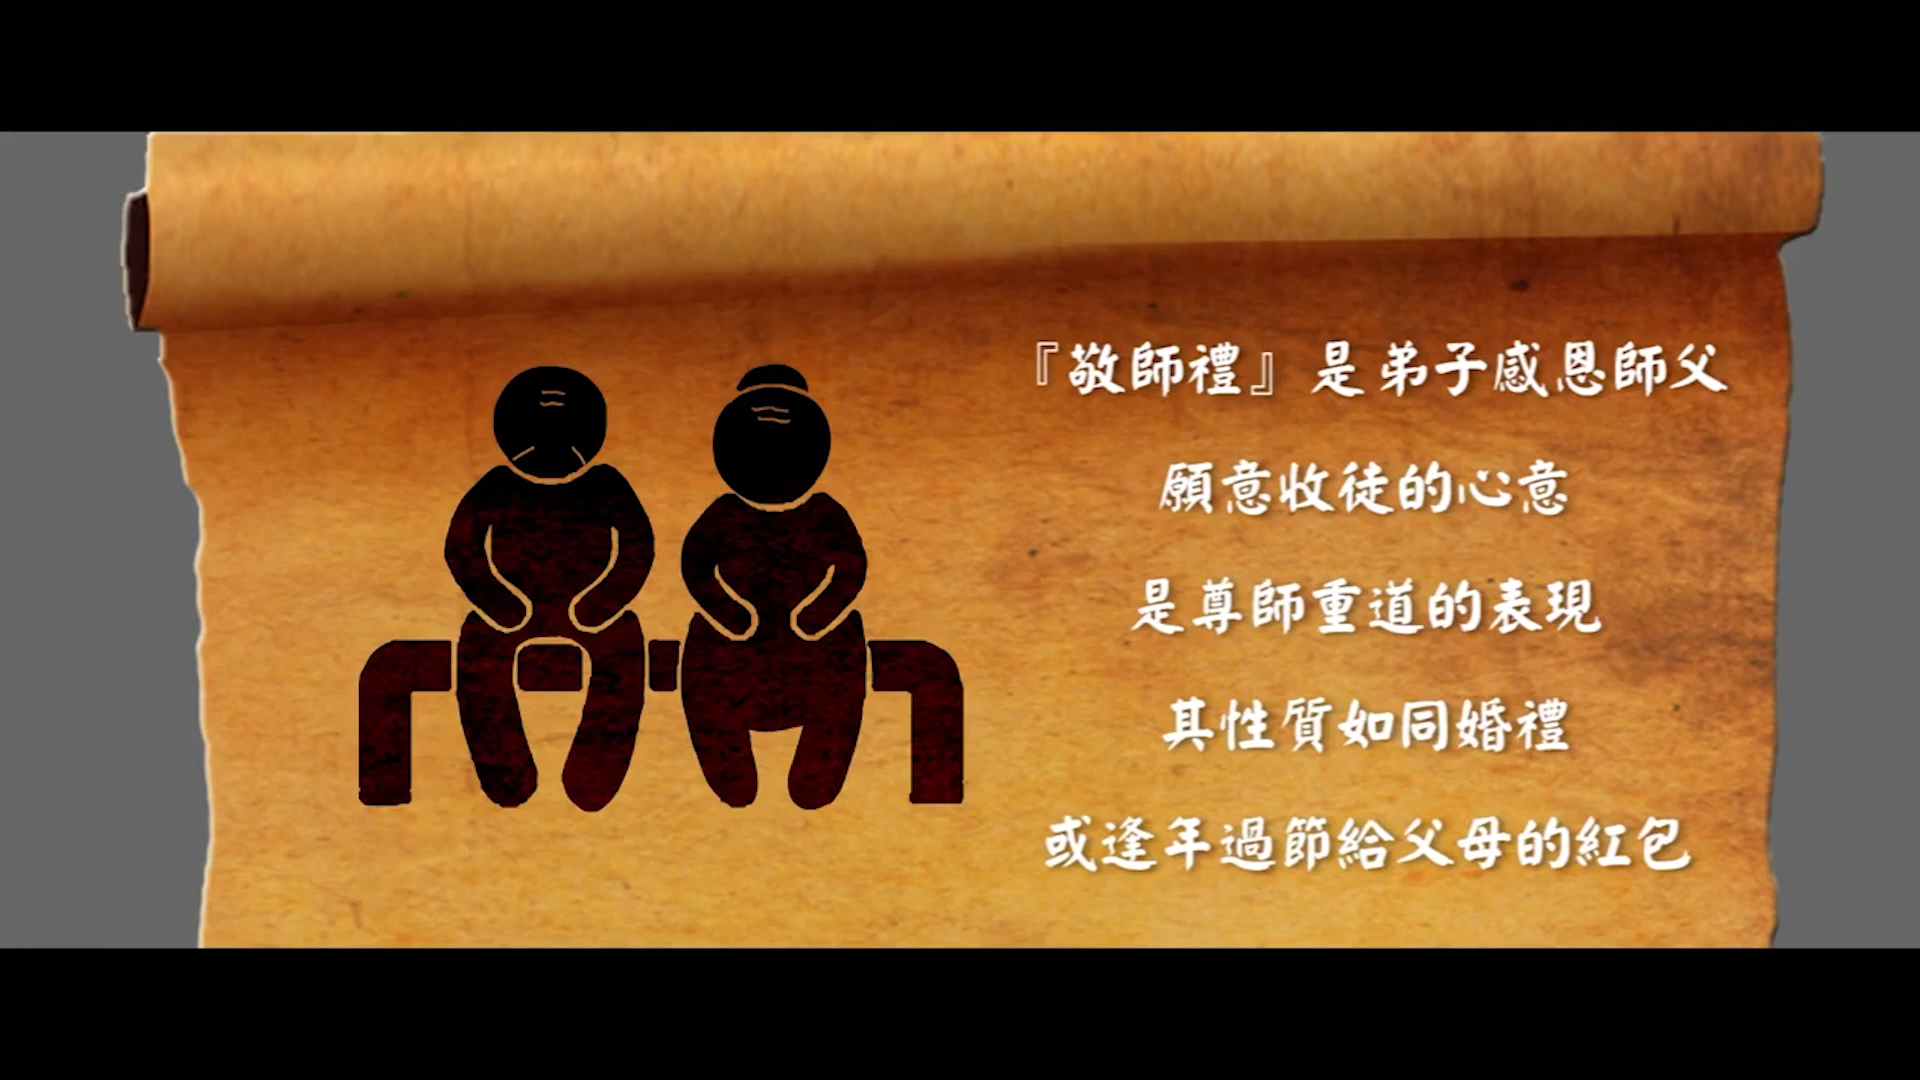 『敬師禮』是弟子感恩師父
願意收徒的心意
是尊師重道的表現
其性質如同婚禮
或逢年過節給父母的紅包